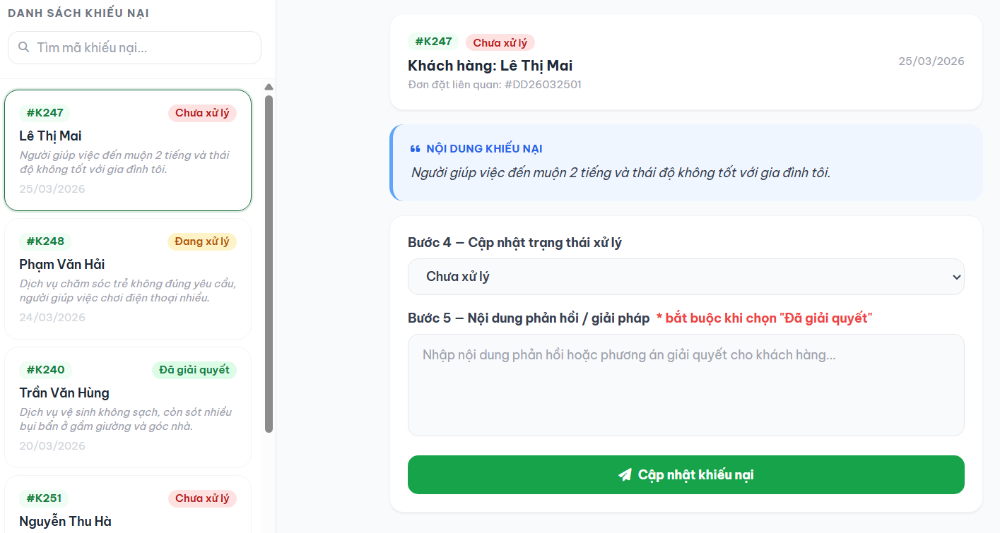 DANH SÁCH KHIẾU NẠI
Tìm mã khiếu nại...
#K247 Chưa xử lý
Lê Thị Mai
Người giúp việc đến muộn 2 tiếng và thái
độ không tốt với gia đình tôi.
25/03/2026
#K248 Đang xử lý
Phạm Văn Hải
Dịch vụ chăm sóc trẻ không đúng yêu cầu,
người giúp việc chơi điện thoại nhiều.
24/03/2026
#K240 Đã giải quyết
Trần Văn Hùng
Dịch vụ vệ sinh không sạch, còn sót nhiều
bụi bẩn ở gầm giường và góc nhà.
20/03/2026
#K251 Chưa xử lý
Nguyễn Thu Hà
#K247 Chưa xử lý
Khách hàng: Lê Thị Mai
25/03/2026
Đơn đặt liên quan: #DD26032501
NỘI DUNG KHIẾU NẠI
Người giúp việc đến muộn 2 tiếng và thái độ không tốt với gia đình tôi.
Bước 4 – Cập nhật trạng thái xử lý
Chưa xử lý
Bước 5 – Nội dung phản hồi / giải pháp * bắt buộc khi chọn "Đã giải quyết"
Nhập nội dung phản hồi hoặc phương án giải quyết cho khách hàng...
Cập nhật khiếu nại